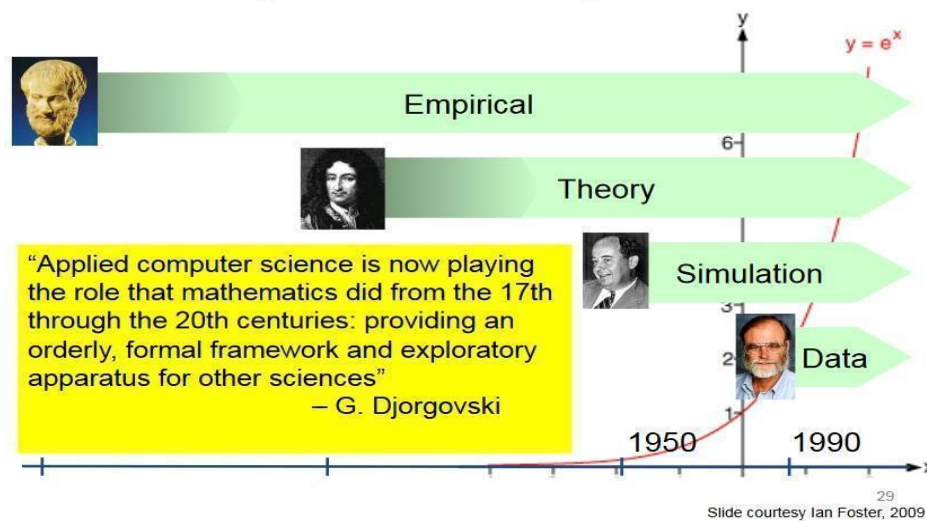 y
y = e^x
Empirical
6
Theory
“Applied computer science is now playing
the role that mathematics did from the 17th
through the 20th centuries: providing an
orderly, formal framework and exploratory
apparatus for other sciences”
– G. Djorgovski
Simulation
3
2
Data
1
1950
1990
x
29
Slide courtesy Ian Foster, 2009